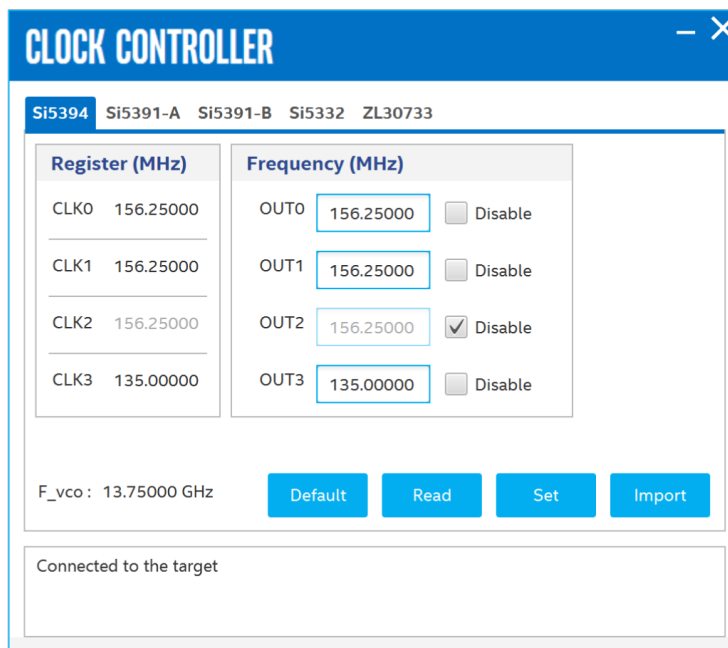 CLOCK CONTROLLER
Si5394 Si5391-A Si5391-B Si5332 ZL30733
Register (MHz) Frequency (MHz)
CLK0 156.25000 OUT0 156.25000 Disable
CLK1 156.25000 OUT1 156.25000 Disable
CLK2 156.25000 OUT2 156.25000 Disable
CLK3 135.00000 OUT3 135.00000 Disable
F_vco : 13.75000 GHz Default Read Set Import
Connected to the target